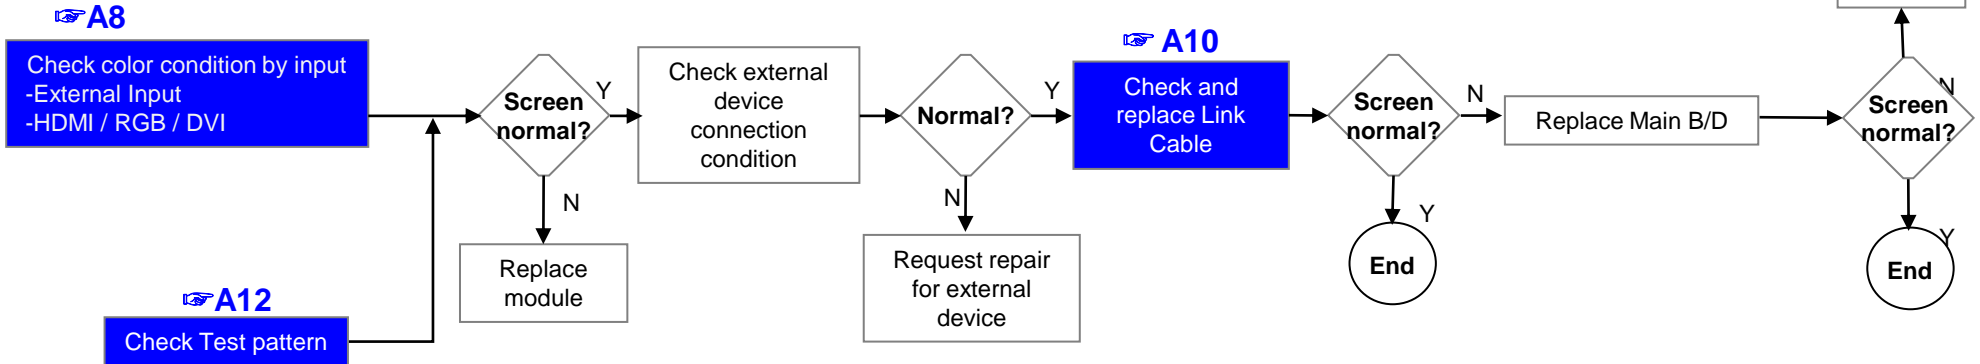 ☞A8
Check color condition by input
-External Input
-HDMI / RGB / DVI
Screen
normal?
Y
N
Replace
module
☞A12
Check Test pattern
Check external
device
connection
condition
Normal?
Y
N
Request repair
for external
device
☞ A10
Check and
replace Link
Cable
Screen
normal?
N
Y
End
Replace Main B/D
Screen
normal?
N
Y
End